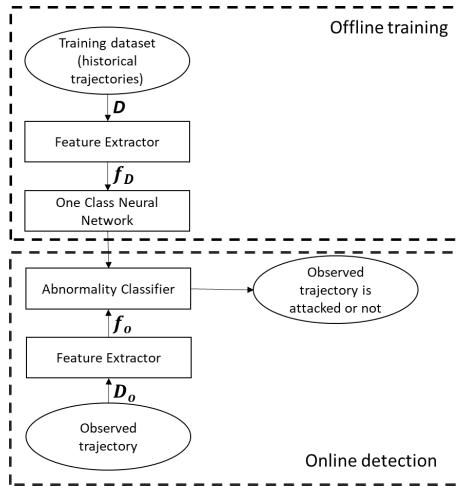 Offline training
Training dataset
(historical
trajectories)
D
Feature Extractor
f_D
One Class Neural
Network
Abnormality Classifier
Observed
trajectory is
attacked or not
f_o
Feature Extractor
D_o
Observed
trajectory
Online detection